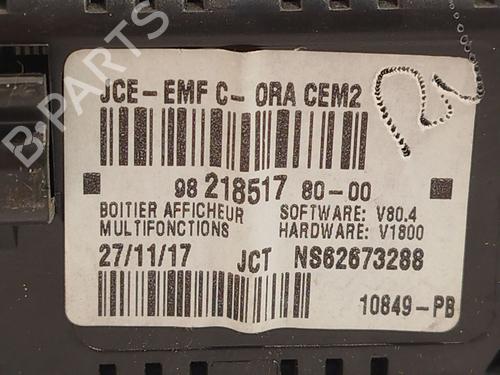 B-PARTS
JCE-EMF C- ORA CEM2
98 218517 80-00
BOITIER AFFICHEUR SOFTWARE: V80.4
MULTIFONCTIONS HARDWARE: V1800
27/11/17 JCT NS62673288
10849-PB